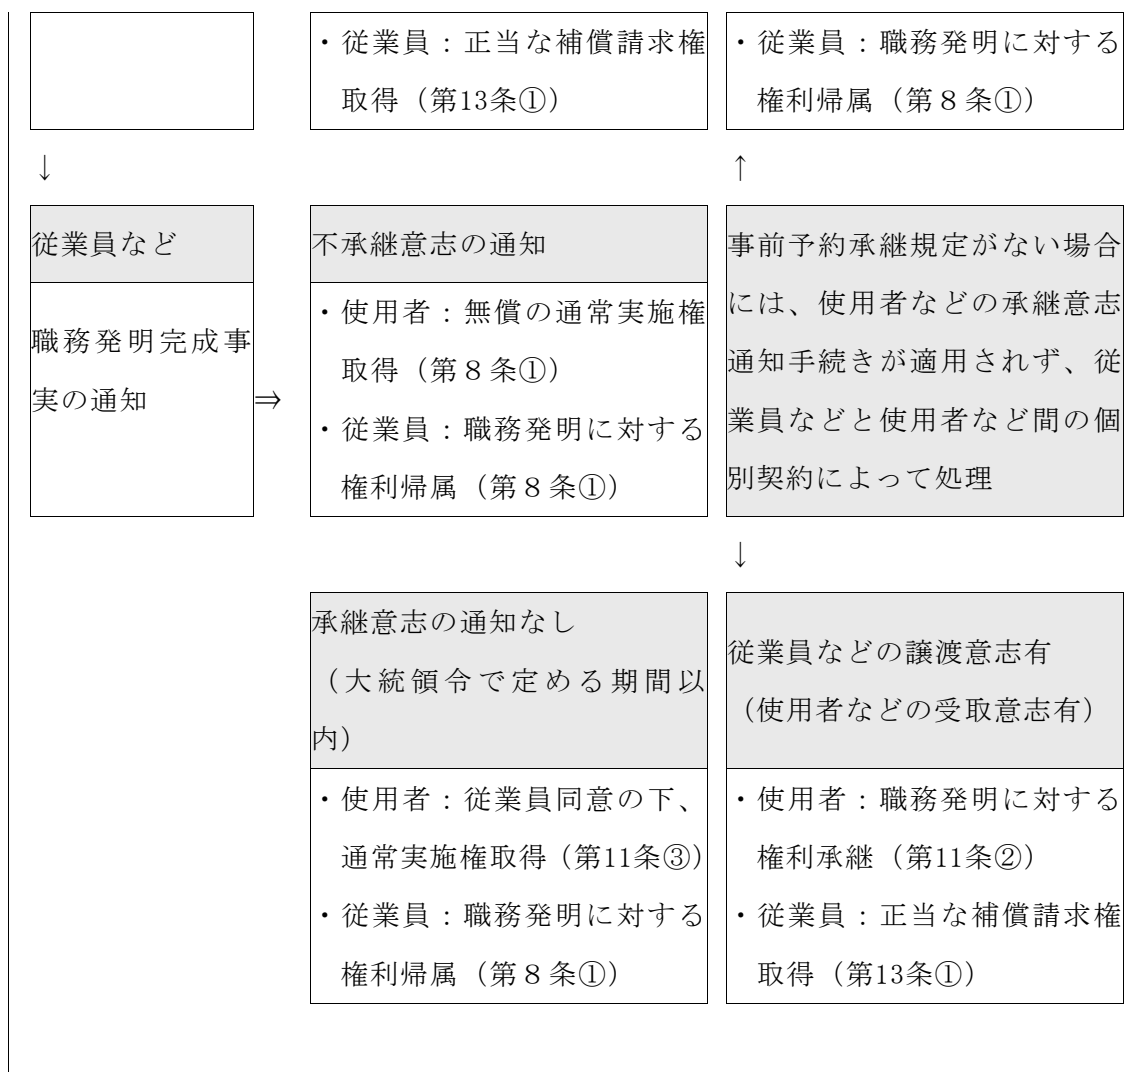 ・従業員：正当な補償請求権
取得（第13条①）
・従業員：職務発明に対する
権利帰属（第８条①）
↓
↑
従業員など
職務発明完成事
実の通知
⇒
不承継意志の通知
・使用者：無償の通常実施権
取得（第８条①）
・従業員：職務発明に対する
権利帰属（第８条①）
事前予約承継規定がない場合
には、使用者などの承継意志
通知手続きが適用されず、従
業員などと使用者など間の個
別契約によって処理
↓
承継意志の通知なし
（大統領令で定める期間以
内）
・使用者：従業員同意の下、
通常実施権取得（第11条③）
・従業員：職務発明に対する
権利帰属（第８条①）
従業員などの譲渡意志有
（使用者などの受取意志有）
・使用者：職務発明に対する
権利承継（第11条②）
・従業員：正当な補償請求権
取得（第13条①）